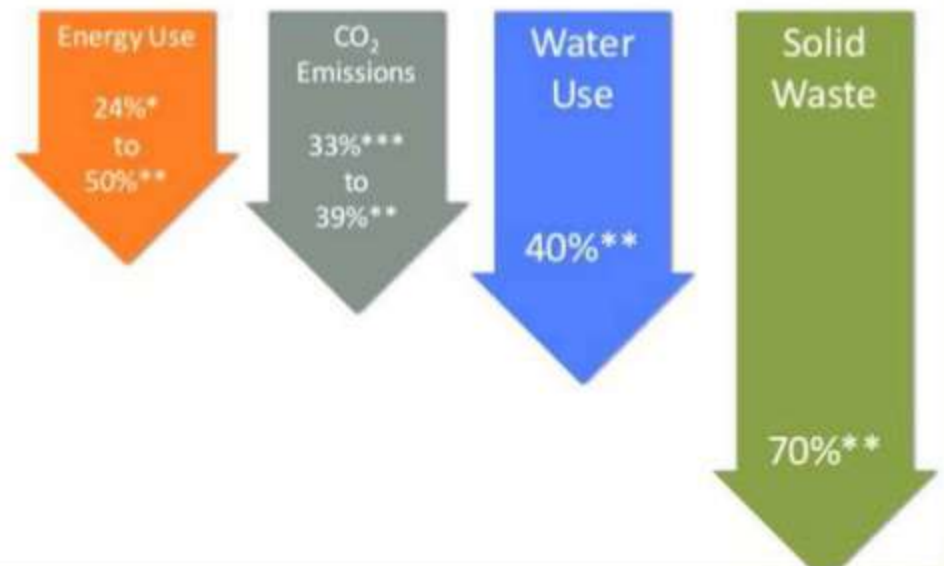 Energy Use
24%*
to
50%**
CO₂
Emissions
33%***
to
39%**
Water
Use
40%**
Solid
Waste
70%**